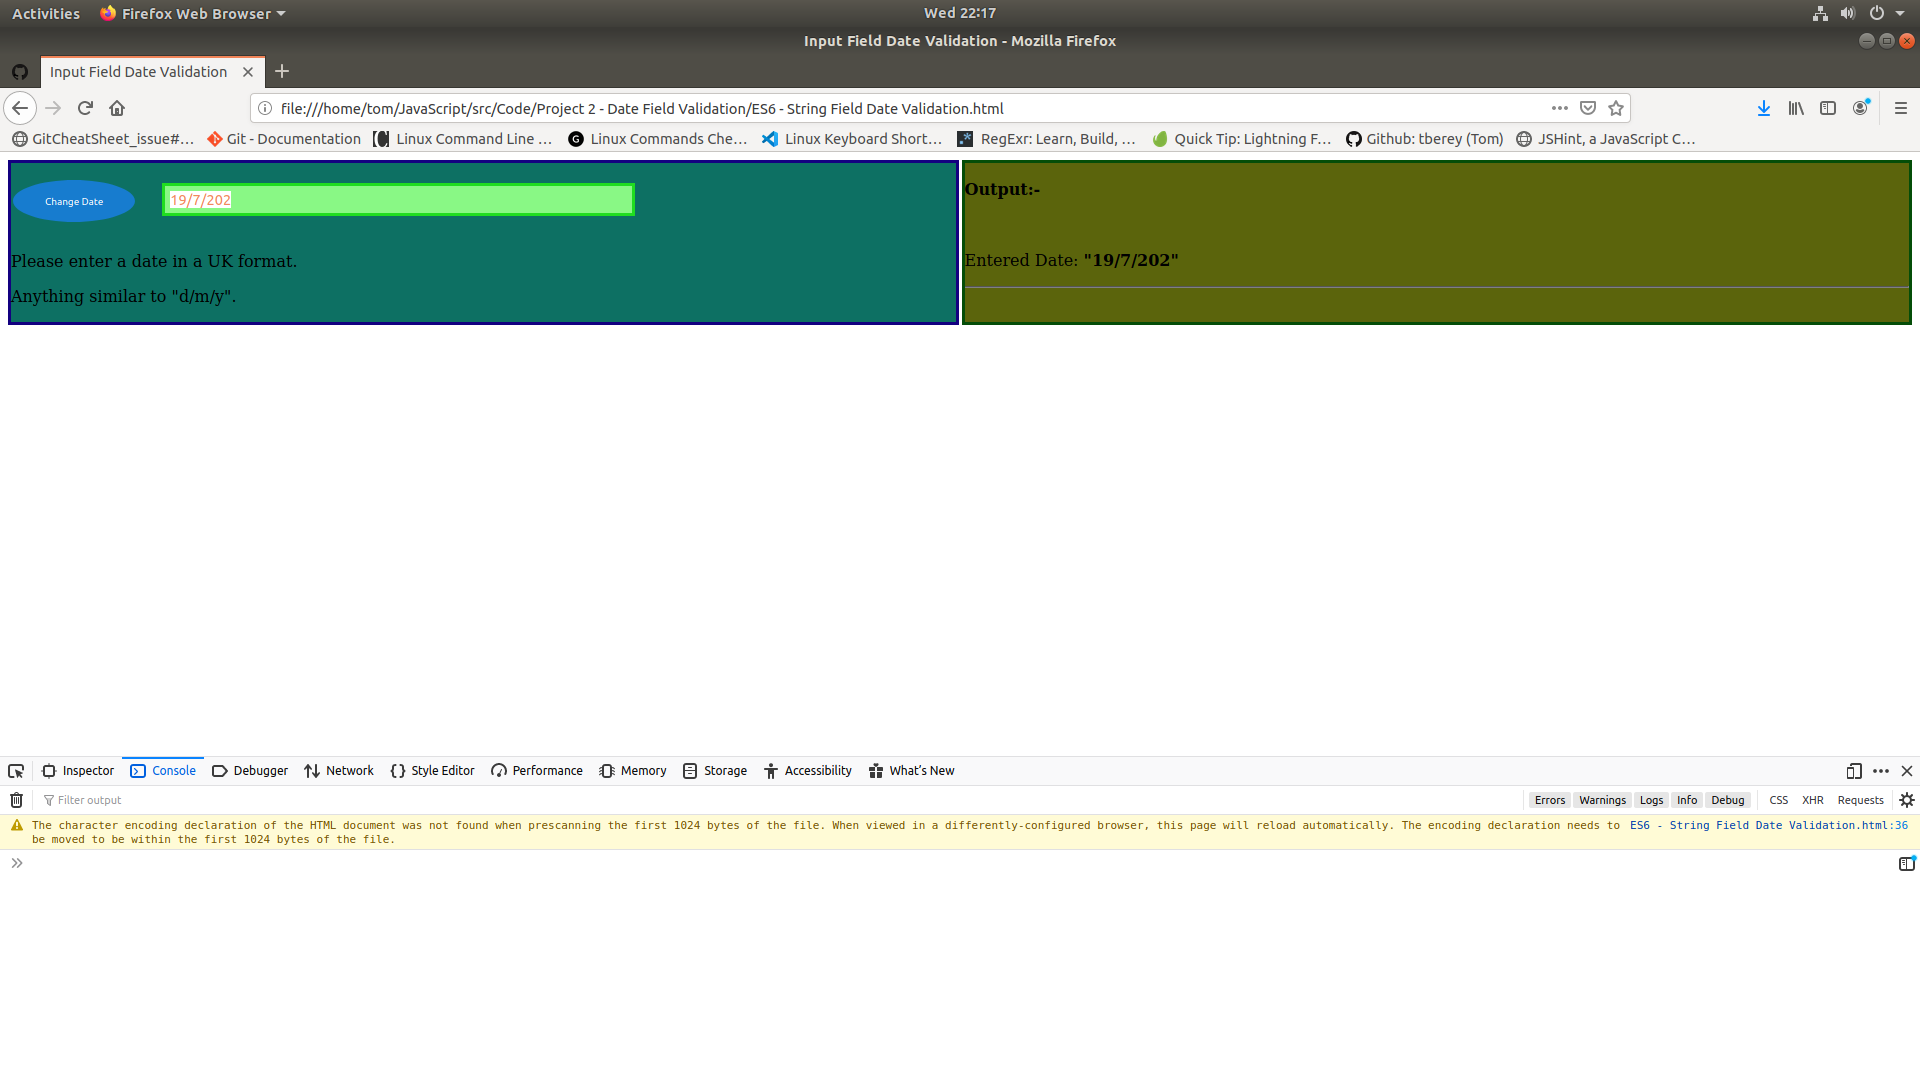 Activities Firefox Web Browser Wed 22:17
Input Field Date Validation - Mozilla Firefox
Input Field Date Validation
file:///home/tom/JavaScript/src/Code/Project 2 - Date Field Validation/ES6 - String Field Date Validation.html
GitCheatSheet_issue#… Git - Documentation Linux Command Line … Linux Commands Che… Linux Keyboard Short… RegExr: Learn, Build, … Quick Tip: Lightning F… Github: tberey (Tom) JSHint, a JavaScript C…
Change Date 19/7/202
Please enter a date in a UK format.
Anything similar to "d/m/y".
Output:-
Entered Date: "19/7/202"
Inspector Console Debugger Network Style Editor Performance Memory Storage Accessibility What's New
Filter output Errors Warnings Logs Info Debug CSS XHR Requests
The character encoding declaration of the HTML document was not found when prescanning the first 1024 bytes of the file. When viewed in a differently-configured browser, this page will reload automatically. The encoding declaration needs to ES6 - String Field Date Validation.html:36
be moved to be within the first 1024 bytes of the file.